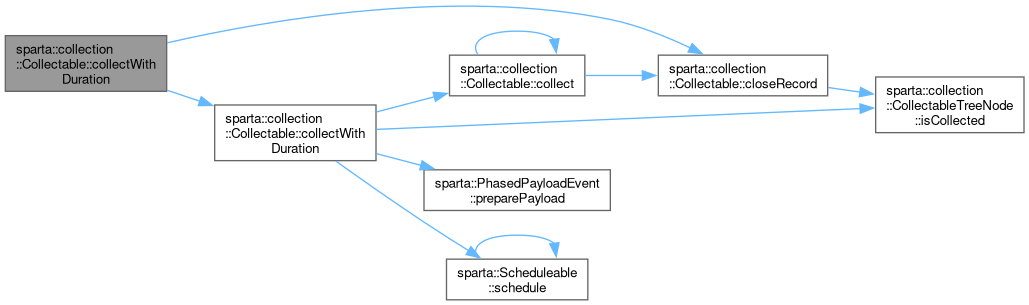 sparta::collection
::Collectable::collectWith
Duration
sparta::collection
::Collectable::collectWith
Duration
sparta::collection
::Collectable::collect
sparta::collection
::Collectable::closeRecord
sparta::collection
::CollectableTreeNode
::isCollected
sparta::PhasedPayloadEvent
::preparePayload
sparta::Scheduleable
::schedule